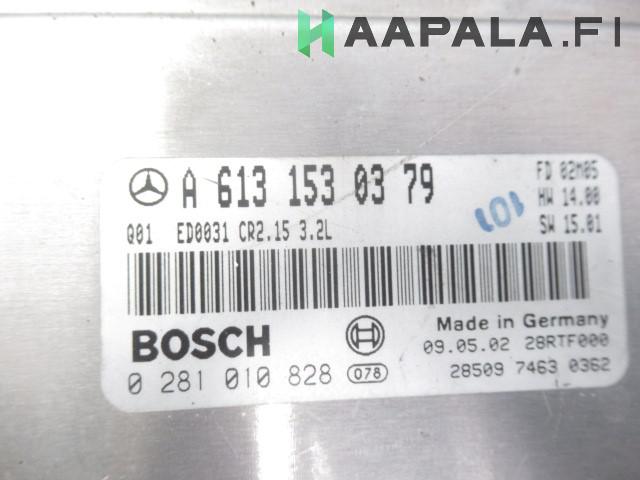 HAAPALA.FI
A 613 153 03 79
FD 02M05
HW 14.00
SW 15.01
Q01 ED0031 CR2.15 3.2L
101
BOSCH
Made in Germany
09.05.02 28RTF000
0 281 010 828 078
28509 7463 0362